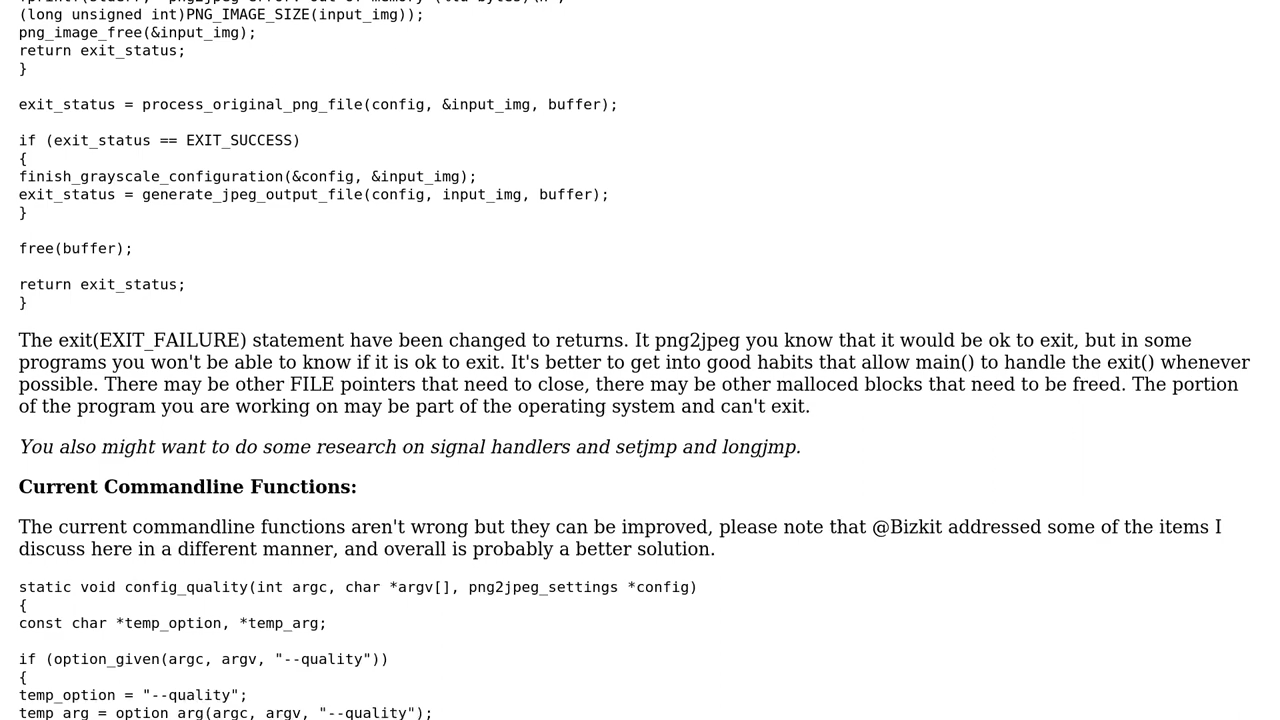 (long unsigned int)PNG_IMAGE_SIZE(input_img));
png_image_free(&input_img);
return exit_status;
}
exit_status = process_original_png_file(config, &input_img, buffer);
if (exit_status == EXIT_SUCCESS)
{
finish_grayscale_configuration(&config, &input_img);
exit_status = generate_jpeg_output_file(config, input_img, buffer);
}
free(buffer);
return exit_status;
}
The exit(EXIT_FAILURE) statement have been changed to returns. It png2jpeg you know that it would be ok to exit, but in some
programs you won't be able to know if it is ok to exit. It's better to get into good habits that allow main() to handle the exit() whenever
possible. There may be other FILE pointers that need to close, there may be other malloced blocks that need to be freed. The portion
of the program you are working on may be part of the operating system and can't exit.
You also might want to do some research on signal handlers and setjmp and longjmp.
Current Commandline Functions:
The current commandline functions aren't wrong but they can be improved, please note that @Bizkit addressed some of the items I
discuss here in a different manner, and overall is probably a better solution.
static void config_quality(int argc, char *argv[], png2jpeg_settings *config)
{
const char *temp_option, *temp_arg;
if (option_given(argc, argv, "--quality"))
{
temp_option = "--quality";
temp_arg = option_arg(argc, argv, "--quality");